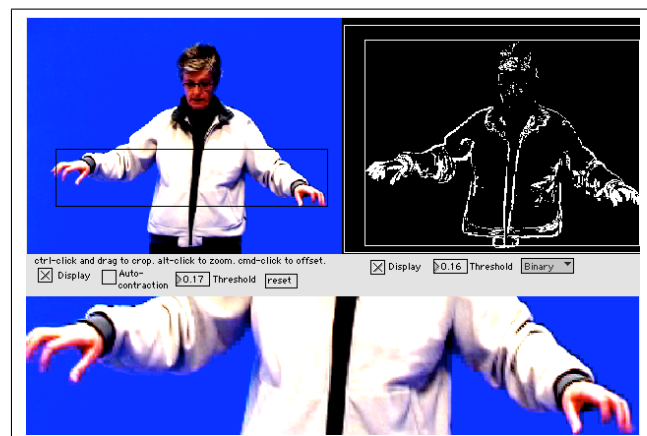 ctrl-click and drag to crop. alt-click to zoom. cmd-click to offset.
Display
Auto-
contraction
0.17 Threshold
reset
Display
0.16 Threshold
Binary